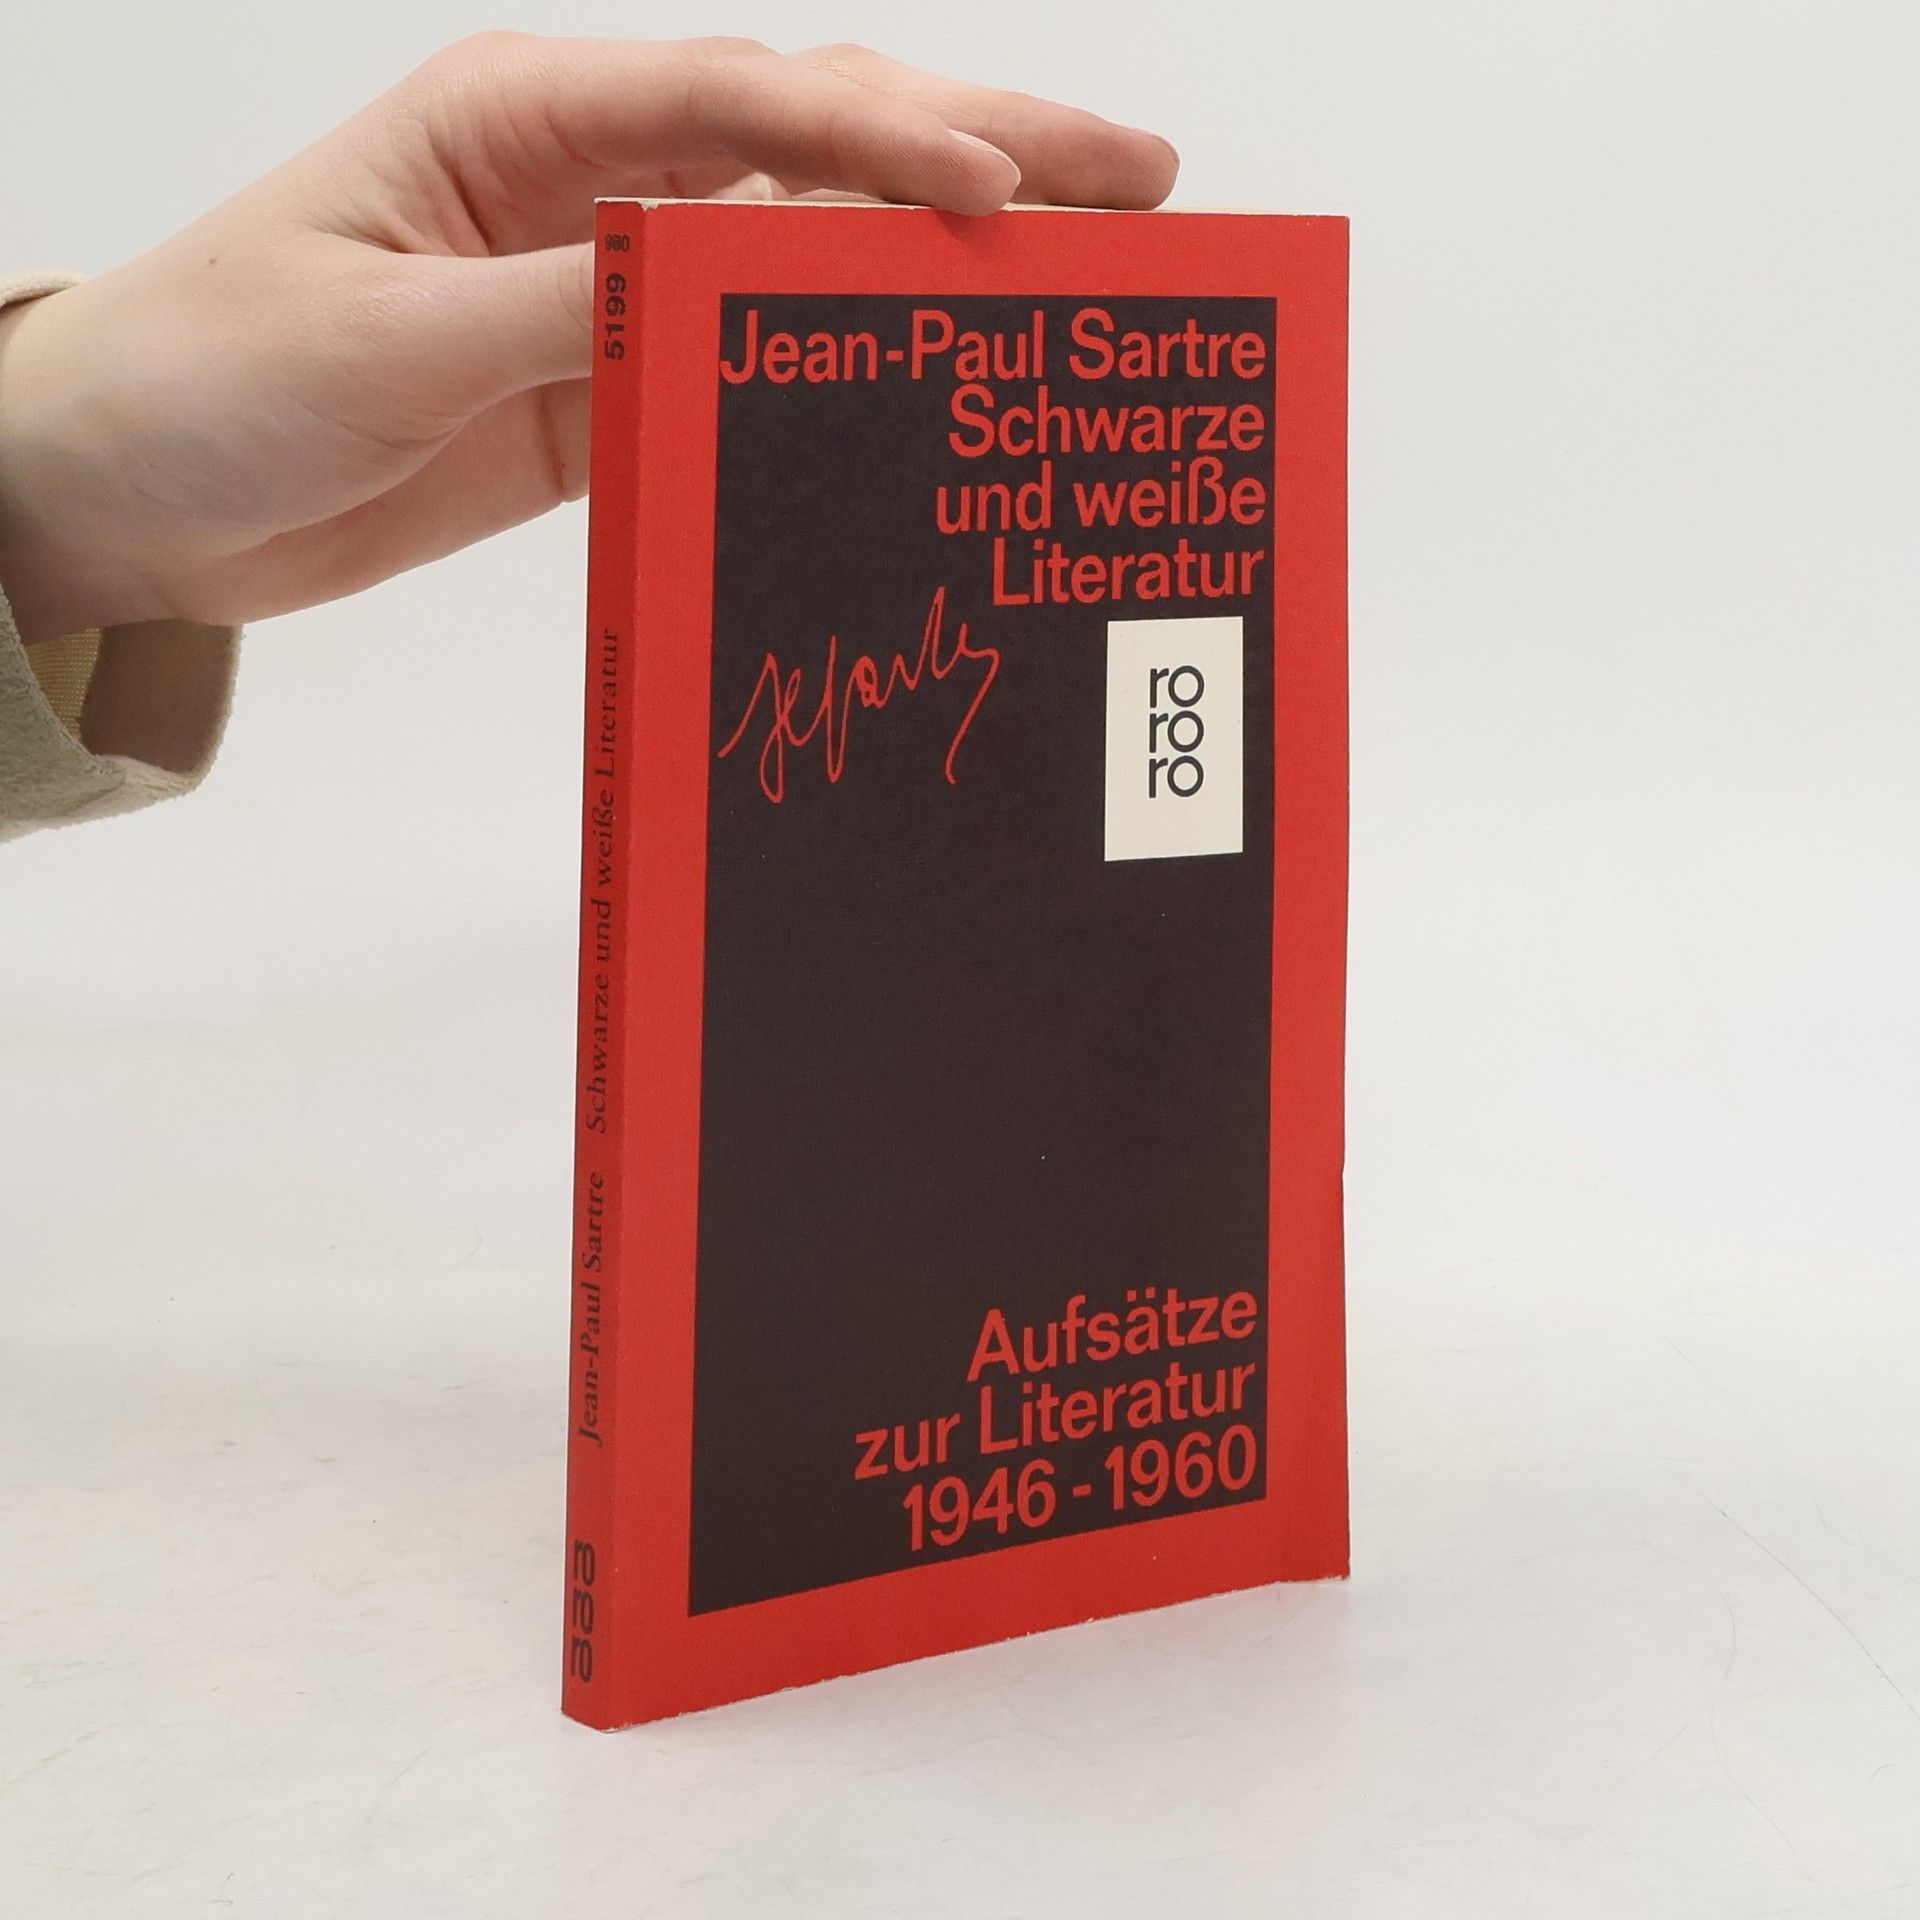 Jean-Paul Sartre
Schwarze
und weiße
Literatur
JPSartre
ro
ro
ro
Aufsätze
zur Literatur
1946 - 1960
980
5199
Jean-Paul Sartre Schwarze und weiße Literatur
ro
ro
ro